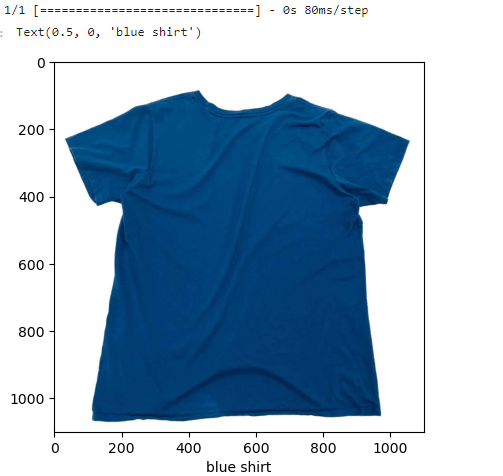 1/1 [==============================] - 0s 80ms/step
: Text(0.5, 0, 'blue shirt')
0
200
400
600
800
1000
0 200 400 600 800 1000
blue shirt